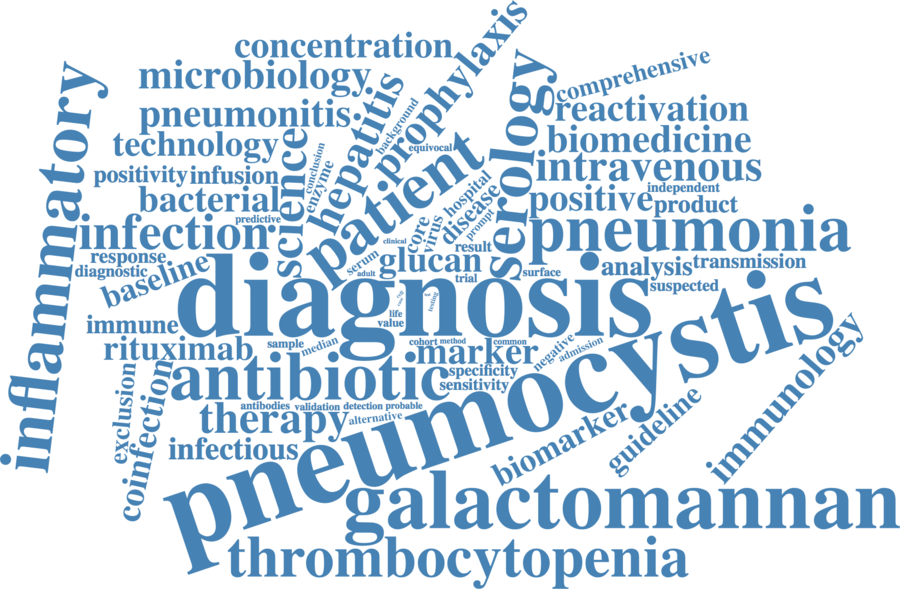 concentration
microbiology
prophylaxis
comprehensive
inflammatory
pneumonitis
hepatitis
background
serology
reactivation
technology
science
conclusion
enzyme
equivocal
patient
biomedicine
positivity
infusion
intravenous
bacterial
predictive
hospital
disease
prompt
positive
independent
product
infection
core
virus
clinical
pneumonia
response
diagnostic
baseline
serum
adult
glucan
result
trial
surface
analysis
transmission
suspected
diagnosis
life
value
testing
immune
rituximab
sample
median
cohort
method
common
marker
negative
admission
pneumocystis
antibiotic
specificity
sensitivity
immunology
exclusion
coinfection
therapy
antibodies
validation
detection
probable
alternative
infectious
biomarker
guideline
galactomannan
thrombocytopenia